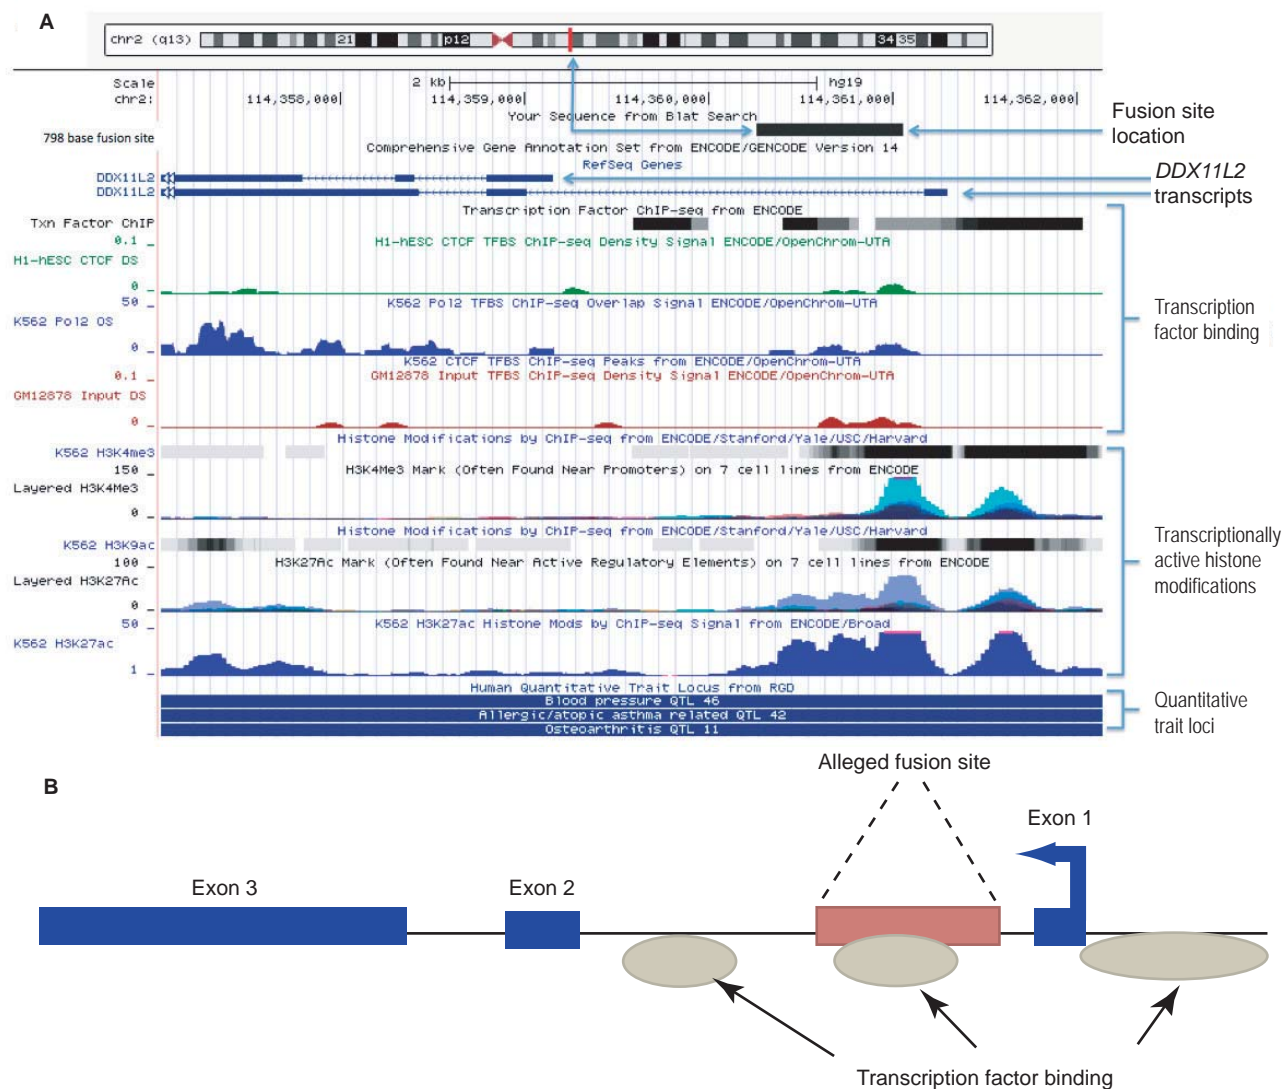 A
chr2 (q13) 21 p12 34 35
Scale 2 kb hg19
chr2: 114,358,000 114,359,000 114,360,000 114,361,000 114,362,000
Your Sequence from Blat Search
798 base fusion site
Fusion site
location
Comprehensive Gene Annotation Set from ENCODE/GENCODE Version 14
RefSeq Genes
DDX11L2
DDX11L2
DDX11L2
transcripts
Transcription Factor ChIP-seq from ENCODE
Txn Factor ChIP
0.1
H1-hESC CTCF TFBS ChIP-seq Density Signal ENCODE/OpenChrom-UTA
H1-hESC CTCF DS
0
50
K562 Pol2 TFBS ChIP-seq Overlap Signal ENCODE/OpenChrom-UTA
K562 Pol2 OS
0
Transcription
factor binding
K562 CTCF TFBS ChIP-seq Peaks from ENCODE/OpenChrom-UTA
0.1
GM12878 Input TFBS ChIP-seq Density Signal ENCODE/OpenChrom-UTA
GM12878 Input DS
0
Histone Modifications by ChIP-seq from ENCODE/Stanford/Yale/USC/Harvard
K562 H3K4me3
150
H3K4Me3 Mark (Often Found Near Promoters) on 7 cell lines from ENCODE
Layered H3K4Me3
0
Histone Modifications by ChIP-seq from ENCODE/Stanford/Yale/USC/Harvard
K562 H3K9ac
Transcriptionally
active histone
modifications
100
H3K27Ac Mark (Often Found Near Active Regulatory Elements) on 7 cell lines from ENCODE
Layered H3K27Ac
0
50
K562 H3K27ac Histone Mods by ChIP-seq Signal from ENCODE/Broad
K562 H3K27ac
1
Human Quantitative Trait Locus from RGD
Blood pressure QTL 46
Allergic/atopic asthma related QTL 42
Osteoarthritis QTL 11
Quantitative
trait loci
B
Alleged fusion site
Exon 1
Exon 3
Exon 2
Transcription factor binding